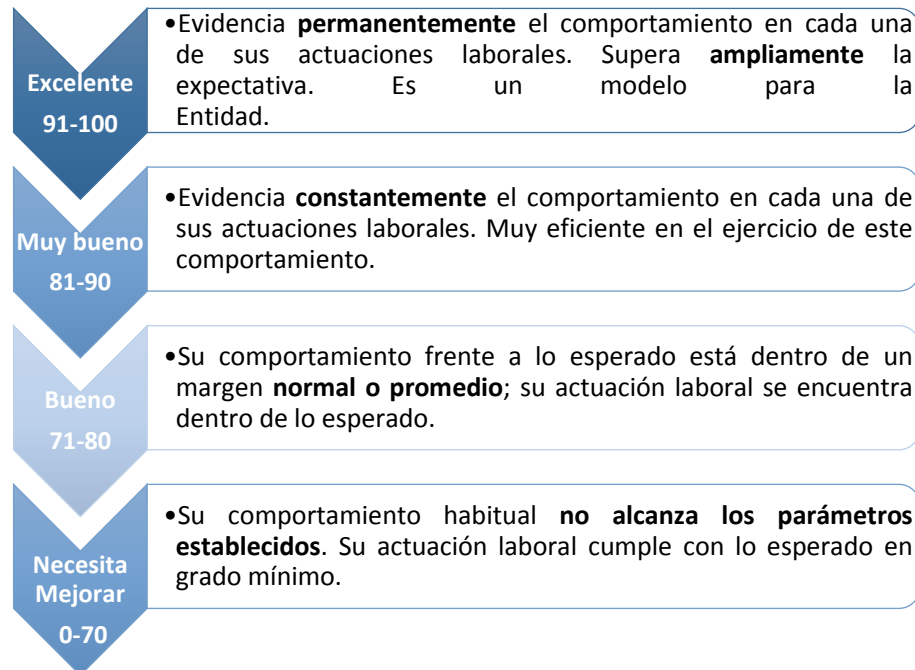 Excelente
91-100
•Evidencia permanentemente el comportamiento en cada una
de sus actuaciones laborales. Supera ampliamente la
expectativa. Es un modelo para la
Entidad.
Muy bueno
81-90
•Evidencia constantemente el comportamiento en cada una de
sus actuaciones laborales. Muy eficiente en el ejercicio de este
comportamiento.
Bueno
71-80
•Su comportamiento frente a lo esperado está dentro de un
margen normal o promedio; su actuación laboral se encuentra
dentro de lo esperado.
Necesita
Mejorar
0-70
•Su comportamiento habitual no alcanza los parámetros
establecidos. Su actuación laboral cumple con lo esperado en
grado mínimo.